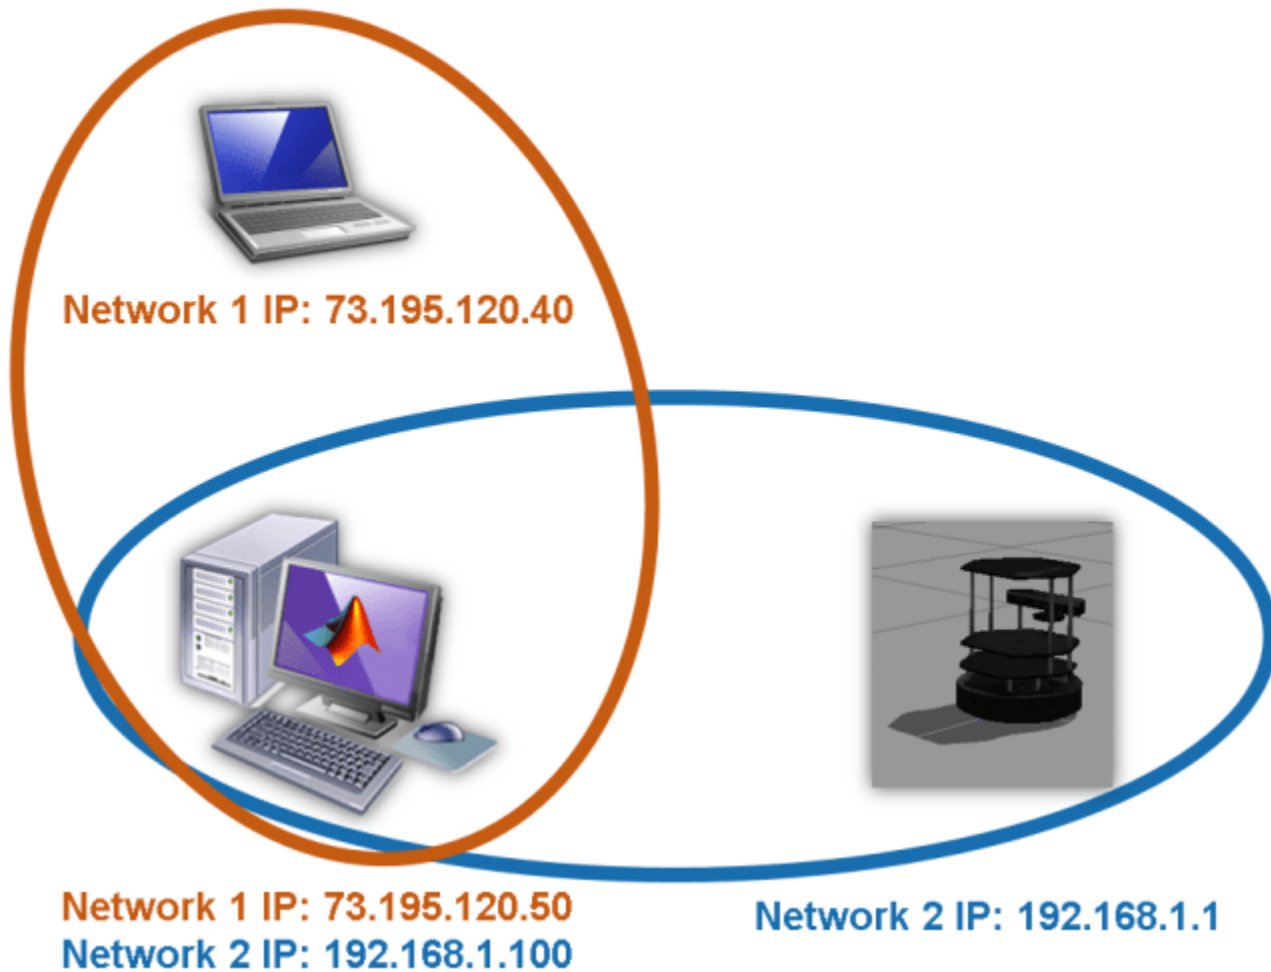 Network 1 IP: 73.195.120.40
Network 1 IP: 73.195.120.50
Network 2 IP: 192.168.1.100
Network 2 IP: 192.168.1.1